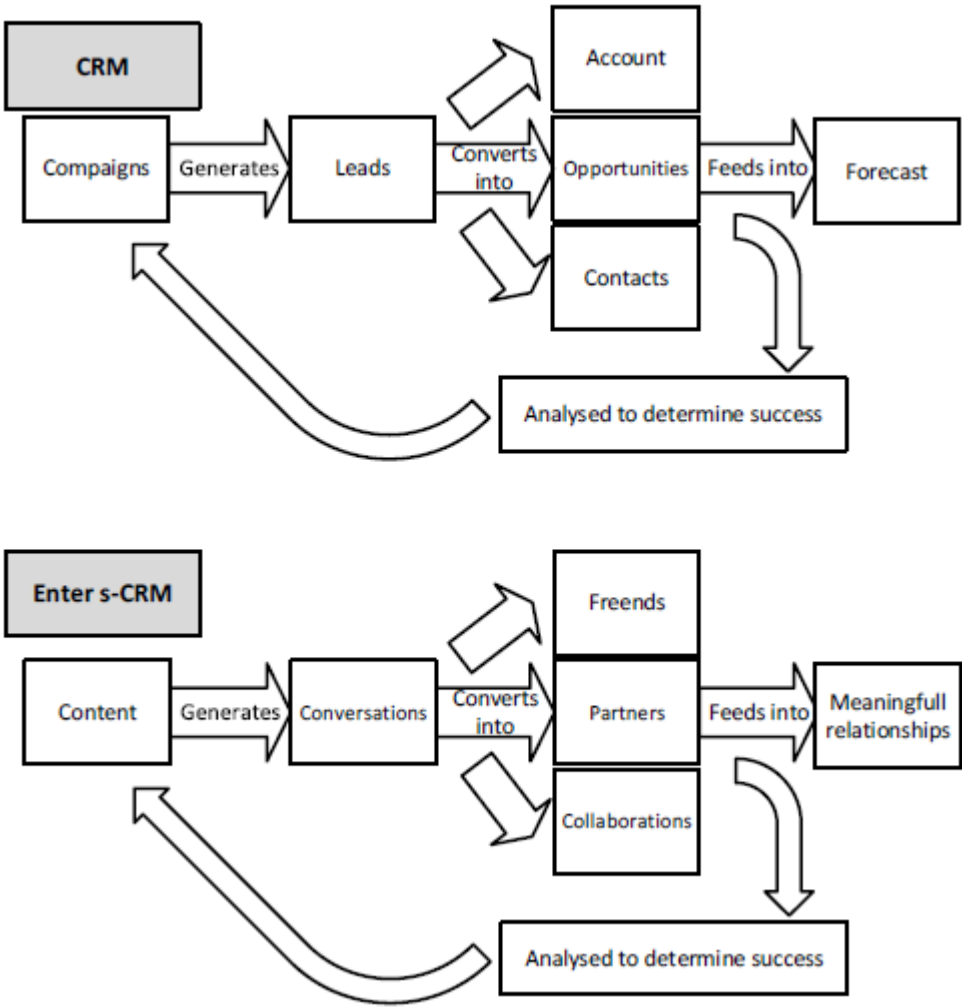 CRM
Account
Compaigns
Generates
Leads
Converts
into
Opportunities
Feeds into
Forecast
Contacts
Analysed to determine success
Enter s-CRM
Freends
Content
Generates
Conversations
Converts
into
Partners
Feeds into
Meaningfull
relationships
Collaborations
Analysed to determine success